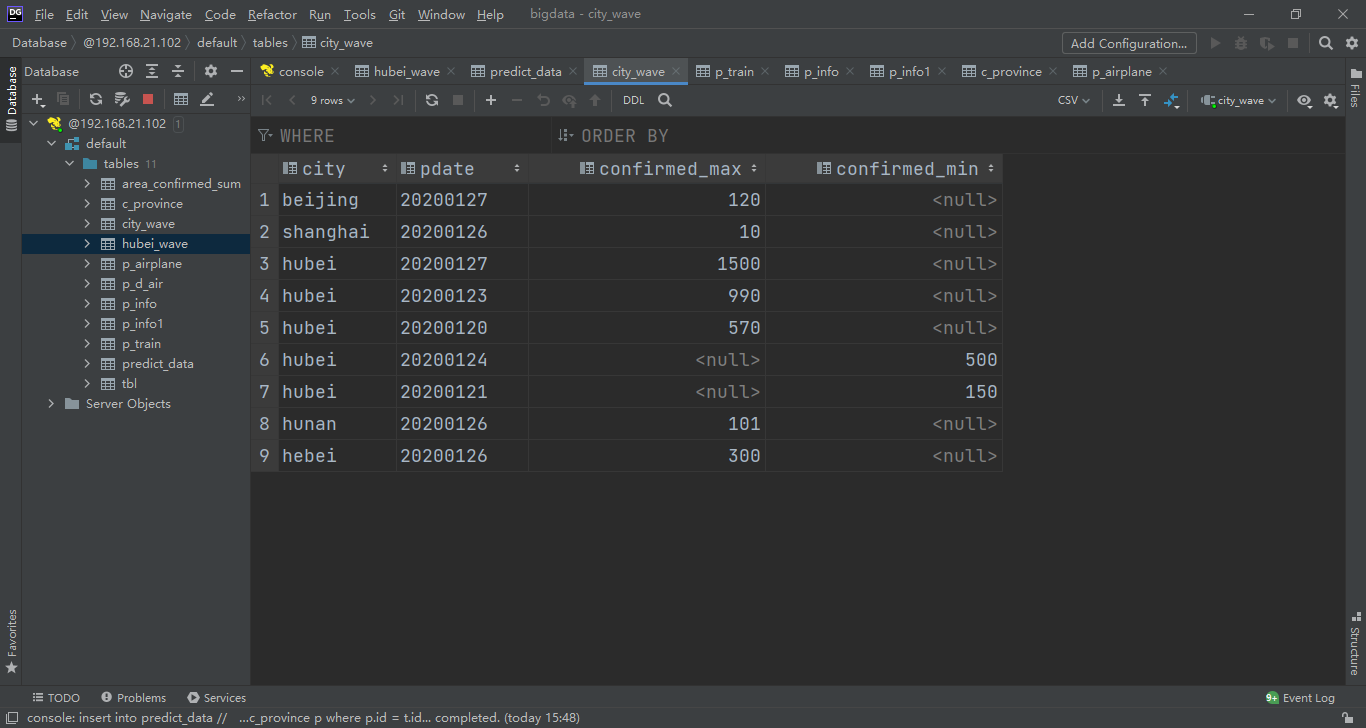 DG File Edit View Navigate Code Refactor Run Tools Git Window Help bigdata - city_wave
Database @192.168.21.102 default tables city_wave Add Configuration...
Database console hubei_wave predict_data city_wave p_train p_info p_info1 c_province p_airplane
9 rows DDL CSV city_wave
Database
Files
@192.168.21.102 1
default
tables 11
area_confirmed_sum
c_province
city_wave
hubei_wave
p_airplane
p_d_air
p_info
p_info1
p_train
predict_data
tbl
Server Objects
WHERE ORDER BY
city pdate confirmed_max confirmed_min
1 beijing 20200127 120 <null>
2 shanghai 20200126 10 <null>
3 hubei 20200127 1500 <null>
4 hubei 20200123 990 <null>
5 hubei 20200120 570 <null>
6 hubei 20200124 <null> 500
7 hubei 20200121 <null> 150
8 hunan 20200126 101 <null>
9 hebei 20200126 300 <null>
Favorites
Structure
TODO Problems Services 9+ Event Log
console: insert into predict_data // ...c_province p where p.id = t.id... completed. (today 15:48)